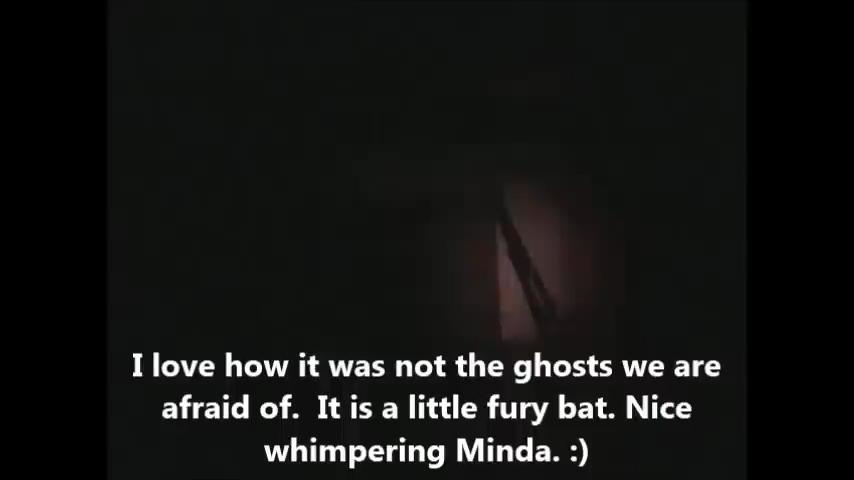 I love how it was not the ghosts we are
afraid of.  It is a little fury bat. Nice
whimpering Minda. :)